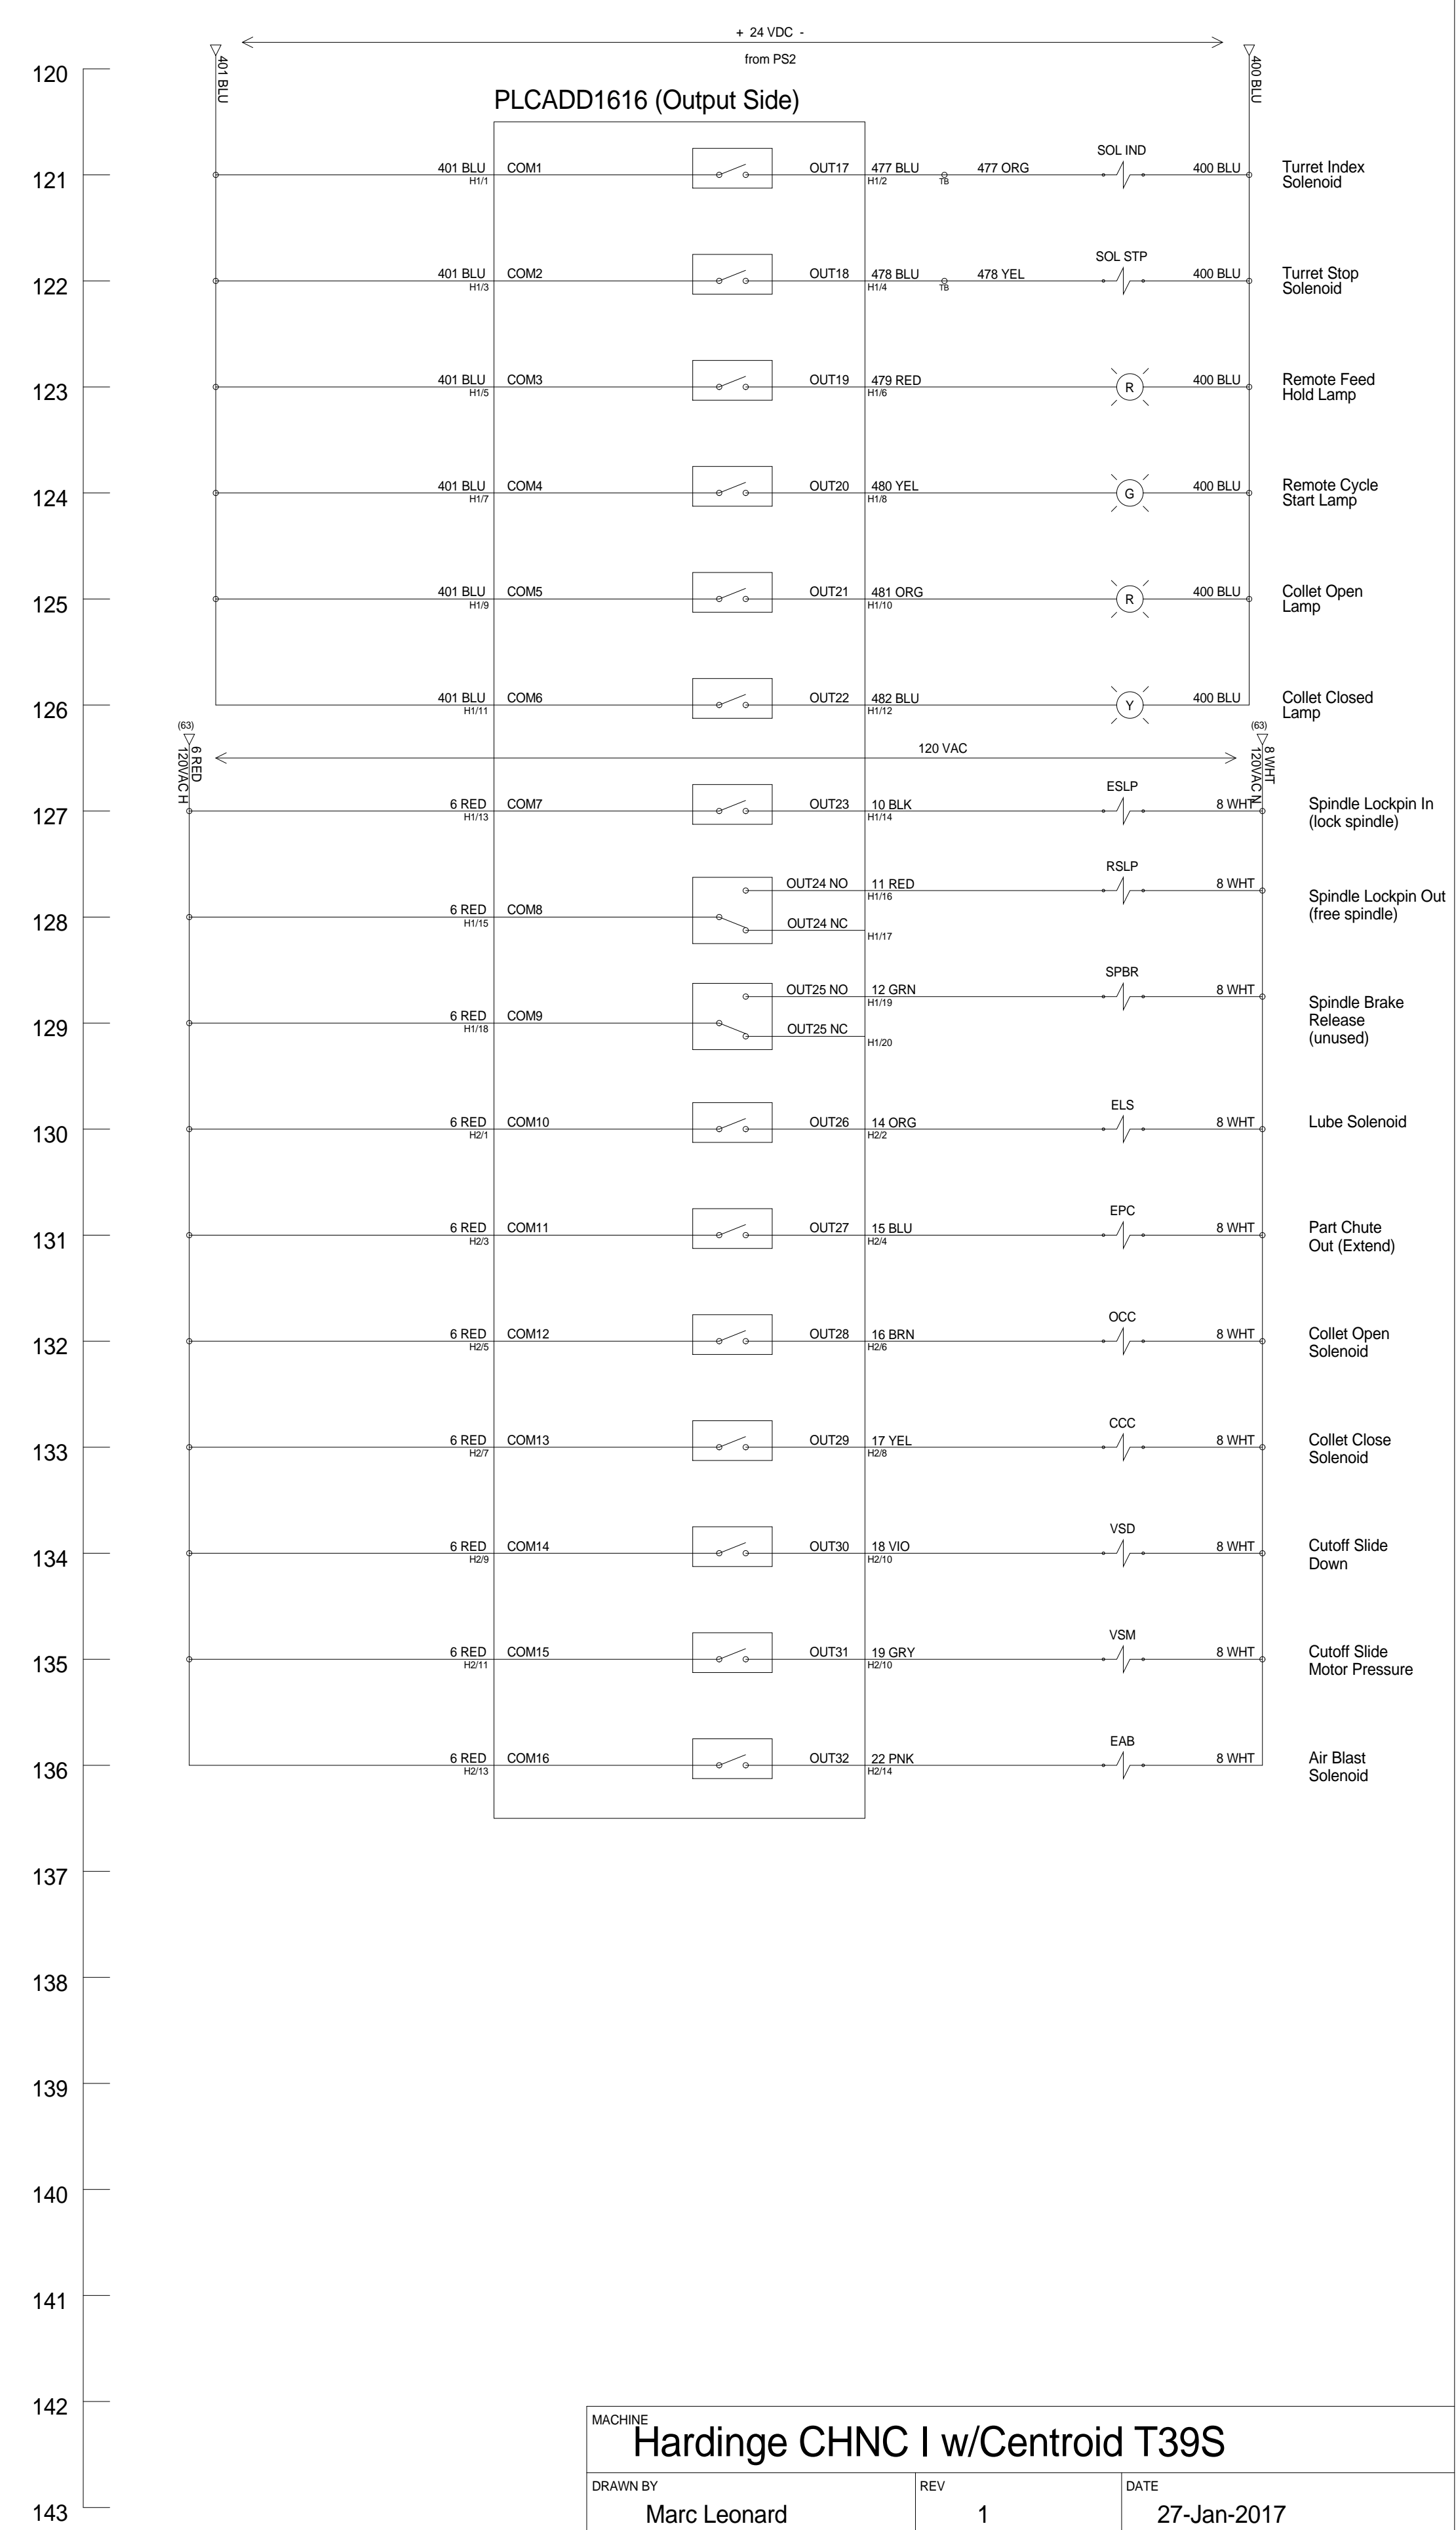 + 24 VDC -
from PS2
401 BLU
400 BLU
120
PLCADD1616 (Output Side)
121
401 BLU COM1 OUT17 477 BLU 477 ORG SOL IND 400 BLU
H1/1 H1/2 TB
Turret Index
Solenoid
122
401 BLU COM2 OUT18 478 BLU 478 YEL SOL STP 400 BLU
H1/3 H1/4 TB
Turret Stop
Solenoid
123
401 BLU COM3 OUT19 479 RED R 400 BLU
H1/5 H1/6
Remote Feed
Hold Lamp
124
401 BLU COM4 OUT20 480 YEL G 400 BLU
H1/7 H1/8
Remote Cycle
Start Lamp
125
401 BLU COM5 OUT21 481 ORG R 400 BLU
H1/9 H1/10
Collet Open
Lamp
126
401 BLU COM6 OUT22 482 BLU Y 400 BLU
H1/11 H1/12
Collet Closed
Lamp
(63) (63)
6 RED
120VAC H
120 VAC
8 WHT
120VAC N
127
6 RED COM7 OUT23 10 BLK ESLP 8 WHT
H1/13 H1/14
Spindle Lockpin In
(lock spindle)
128
OUT24 NO 11 RED RSLP 8 WHT
H1/16
6 RED COM8 OUT24 NC
H1/15 H1/17
Spindle Lockpin Out
(free spindle)
129
OUT25 NO 12 GRN SPBR 8 WHT
H1/19
6 RED COM9 OUT25 NC
H1/18 H1/20
Spindle Brake
Release
(unused)
130
6 RED COM10 OUT26 14 ORG ELS 8 WHT
H2/1 H2/2
Lube Solenoid
131
6 RED COM11 OUT27 15 BLU EPC 8 WHT
H2/3 H2/4
Part Chute
Out (Extend)
132
6 RED COM12 OUT28 16 BRN OCC 8 WHT
H2/5 H2/6
Collet Open
Solenoid
133
6 RED COM13 OUT29 17 YEL CCC 8 WHT
H2/7 H2/8
Collet Close
Solenoid
134
6 RED COM14 OUT30 18 VIO VSD 8 WHT
H2/9 H2/10
Cutoff Slide
Down
135
6 RED COM15 OUT31 19 GRY VSM 8 WHT
H2/11 H2/10
Cutoff Slide
Motor Pressure
136
6 RED COM16 OUT32 22 PNK EAB 8 WHT
H2/13 H2/14
Air Blast
Solenoid
137
138
139
140
141
142
143
MACHINE
Hardinge CHNC I w/Centroid T39S
DRAWN BY REV DATE
Marc Leonard 1 27-Jan-2017